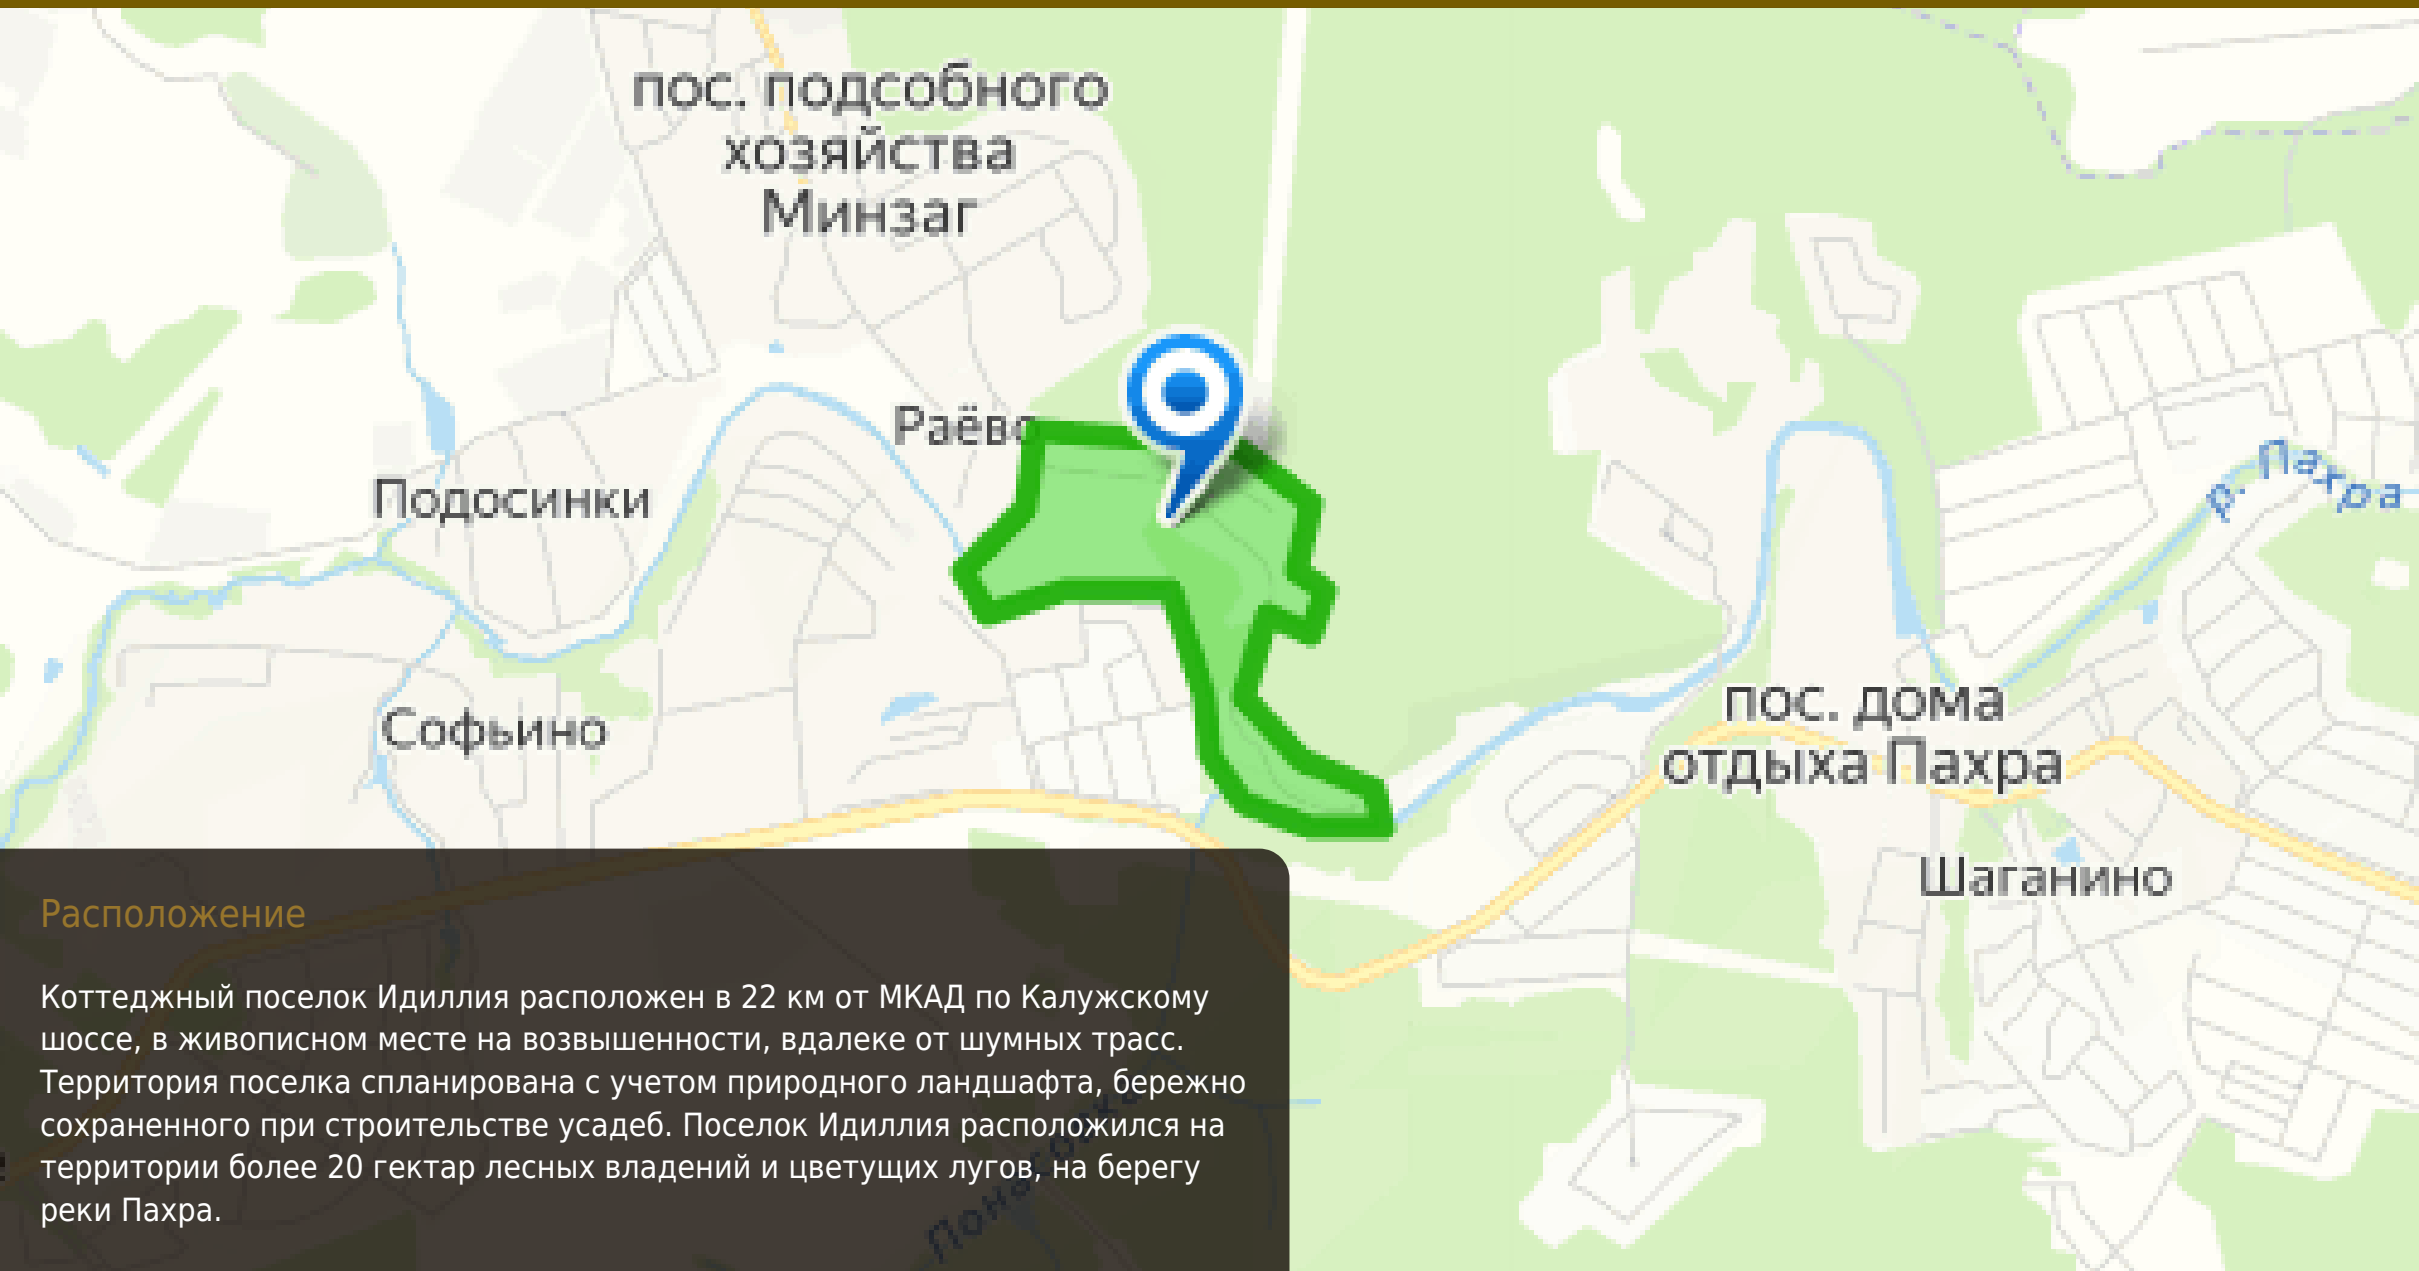 пос. подсобного
хозяйства
Минзаг
Раёво
р. Пахра
Подосинки
пос. дома
отдыха Пахра
Софьино
Шаганино
Расположение
Коттеджный поселок Идиллия расположен в 22 км от МКАД по Калужскому
шоссе, в живописном месте на возвышенности, вдалеке от шумных трасс.
Территория поселка спланирована с учетом природного ландшафта, бережно
сохраненного при строительстве усадеб. Поселок Идиллия расположился на
территории более 20 гектар лесных владений и цветущих лугов, на берегу
реки Пахра.